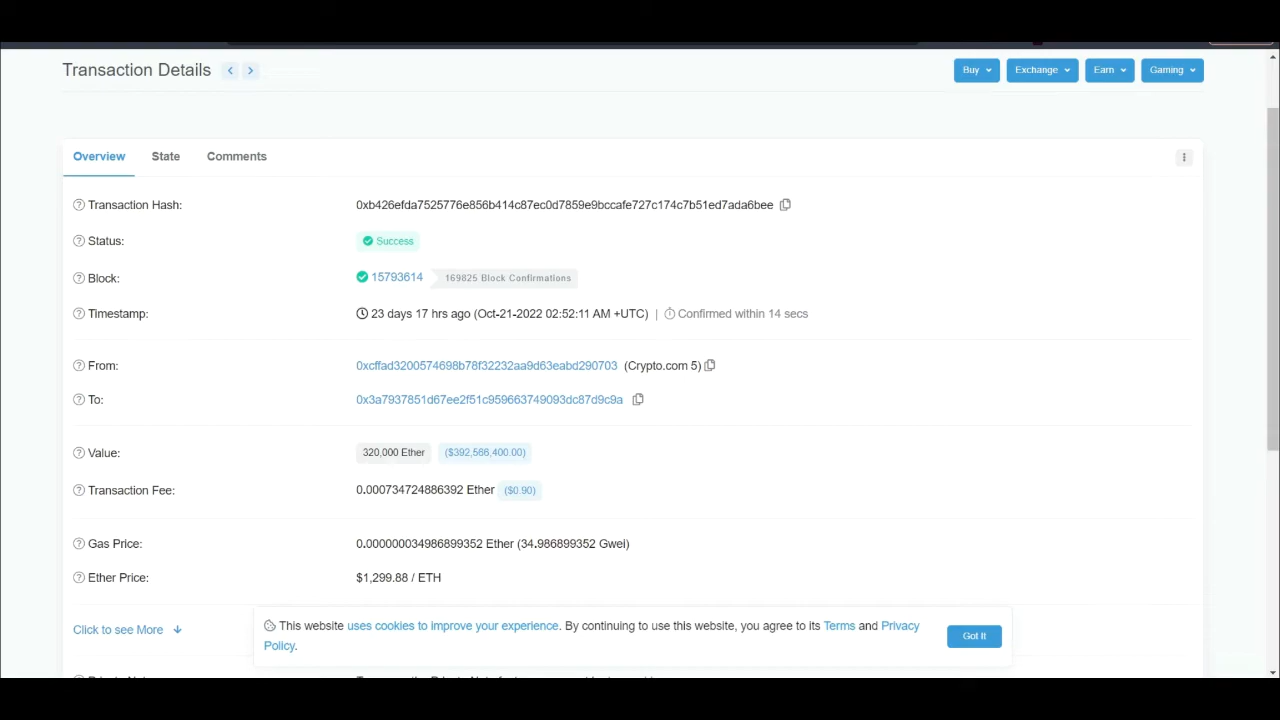 Transaction Details
Buy
Exchange
Earn
Gaming
Overview
State
Comments
Transaction Hash:
0xb426efda7525776e856b414c87ec0d7859e9bccafe727c174c7b51ed7ada6bee
Status:
Success
Block:
15793614
169825 Block Confirmations
Timestamp:
23 days 17 hrs ago (Oct-21-2022 02:52:11 AM +UTC) | Confirmed within 14 secs
From:
0xcffad3200574698b78f32232aa9d63eabd290703 (Crypto.com 5)
To:
0x3a7937851d67ee2f51c959663749093dc87d9c9a
Value:
320,000 Ether ($392,566,400.00)
Transaction Fee:
0.000734724886392 Ether ($0.90)
Gas Price:
0.000000034986899352 Ether (34.986899352 Gwei)
Ether Price:
$1,299.88 / ETH
Click to see More
This website uses cookies to improve your experience. By continuing to use this website, you agree to its Terms and Privacy
Policy.
Got It